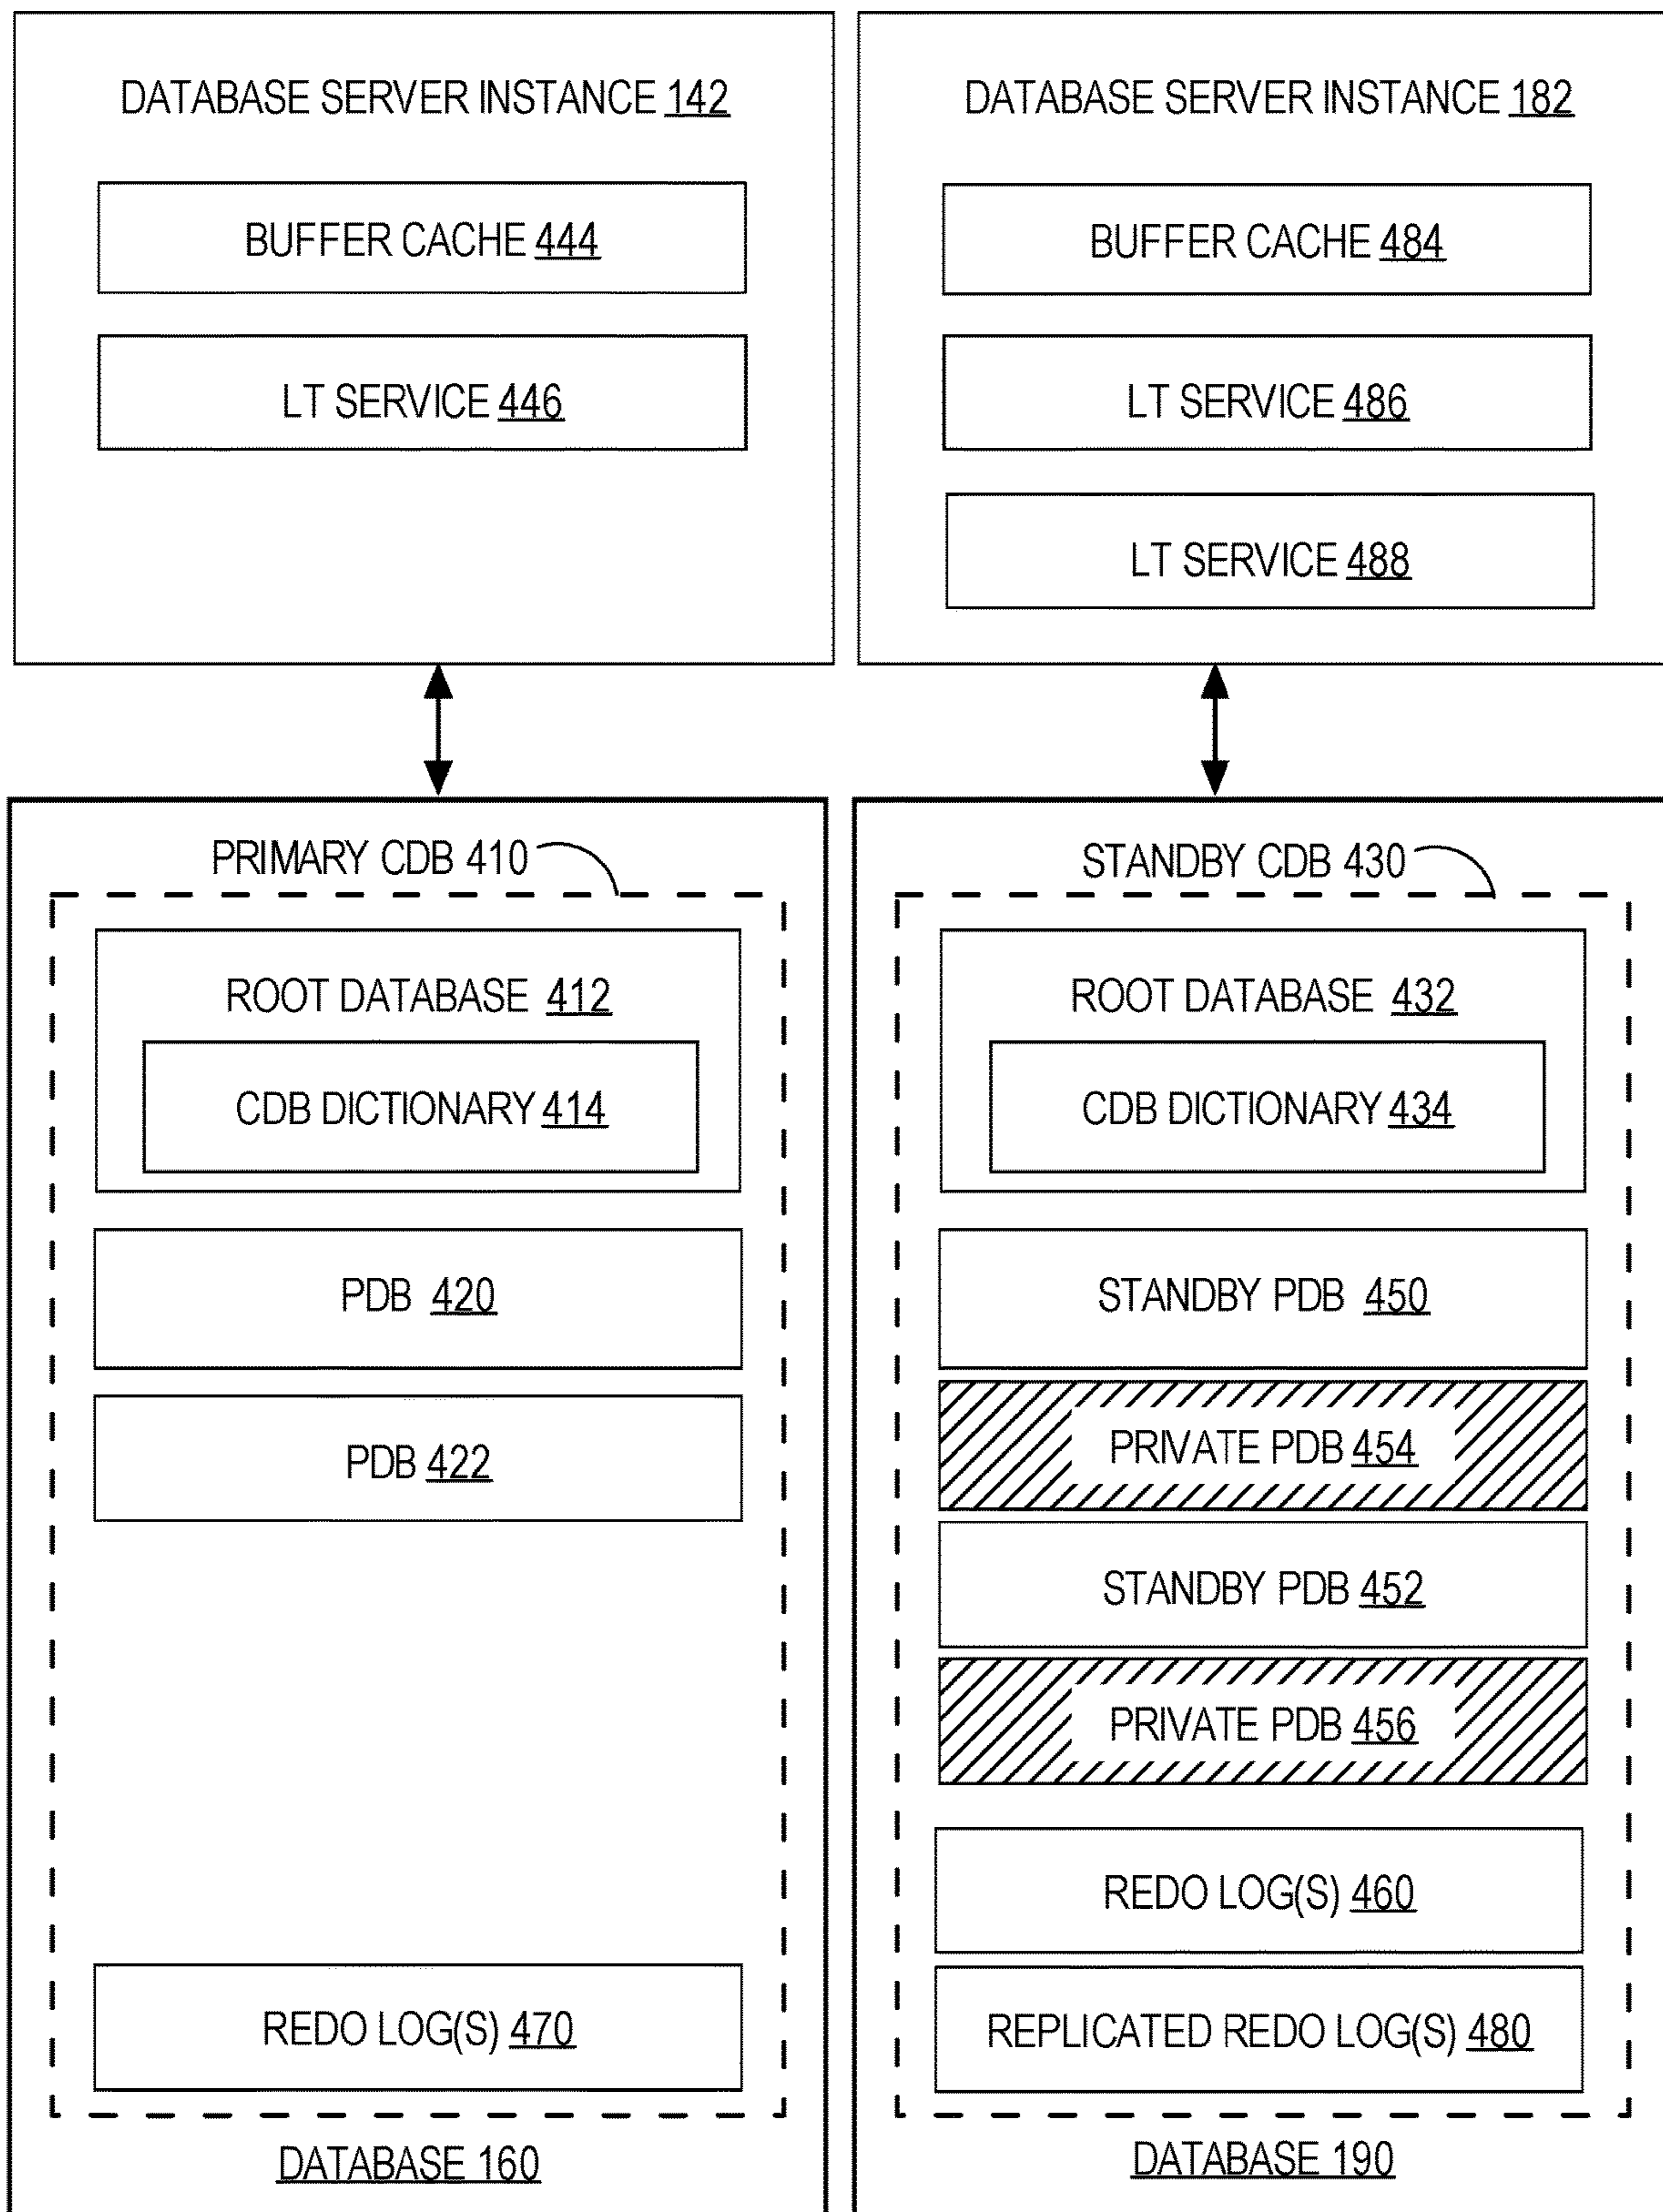 DATABASE SERVER INSTANCE 142
BUFFER CACHE 444
LT SERVICE 446
DATABASE SERVER INSTANCE 182
BUFFER CACHE 484
LT SERVICE 486
LT SERVICE 488
PRIMARY CDB 410
ROOT DATABASE 412
CDB DICTIONARY 414
PDB 420
PDB 422
REDO LOG(S) 470
DATABASE 160
STANDBY CDB 430
ROOT DATABASE 432
CDB DICTIONARY 434
STANDBY PDB 450
PRIVATE PDB 454
STANDBY PDB 452
PRIVATE PDB 456
REDO LOG(S) 460
REPLICATED REDO LOG(S) 480
DATABASE 190